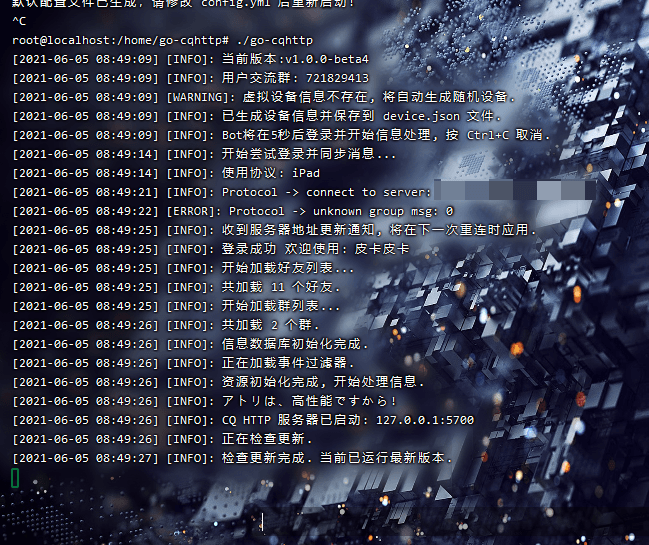 默认配置文件已生成, 请修改 config.yml 后重新启动!
^C
root@localhost:/home/go-cqhttp# ./go-cqhttp
[2021-06-05 08:49:09] [INFO]: 当前版本:v1.0.0-beta4
[2021-06-05 08:49:09] [INFO]: 用户交流群: 721829413
[2021-06-05 08:49:09] [WARNING]: 虚拟设备信息不存在, 将自动生成随机设备.
[2021-06-05 08:49:09] [INFO]: 已生成设备信息并保存到 device.json 文件.
[2021-06-05 08:49:09] [INFO]: Bot将在5秒后登录并开始信息处理, 按 Ctrl+C 取消.
[2021-06-05 08:49:14] [INFO]: 开始尝试登录并同步消息...
[2021-06-05 08:49:14] [INFO]: 使用协议: iPad
[2021-06-05 08:49:21] [INFO]: Protocol -> connect to server:
[2021-06-05 08:49:22] [ERROR]: Protocol -> unknown group msg: 0
[2021-06-05 08:49:25] [INFO]: 收到服务器地址更新通知, 将在下一次重连时应用.
[2021-06-05 08:49:25] [INFO]: 登录成功 欢迎使用: 皮卡皮卡
[2021-06-05 08:49:25] [INFO]: 开始加载好友列表...
[2021-06-05 08:49:25] [INFO]: 共加载 11 个好友.
[2021-06-05 08:49:25] [INFO]: 开始加载群列表...
[2021-06-05 08:49:26] [INFO]: 共加载 2 个群.
[2021-06-05 08:49:26] [INFO]: 信息数据库初始化完成.
[2021-06-05 08:49:26] [INFO]: 正在加载事件过滤器.
[2021-06-05 08:49:26] [INFO]: 资源初始化完成, 开始处理信息.
[2021-06-05 08:49:26] [INFO]: アトリは、高性能ですから!
[2021-06-05 08:49:26] [INFO]: CQ HTTP 服务器已启动: 127.0.0.1:5700
[2021-06-05 08:49:26] [INFO]: 正在检查更新.
[2021-06-05 08:49:27] [INFO]: 检查更新完成. 当前已运行最新版本.